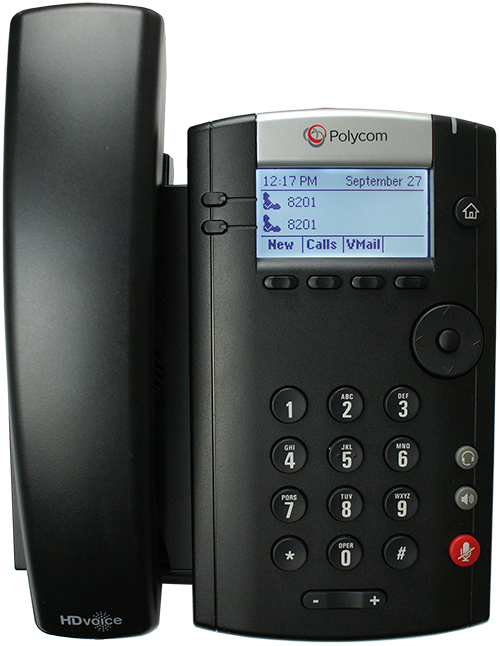 Polycom
12:17 PM September 27
8201
8201
New Calls VMail
1
ABC
2
DEF
3
GHI
4
JKL
5
MNO
6
PQRS
7
TUV
8
WXYZ
9
*
OPER
0
#
- +
HDvoice